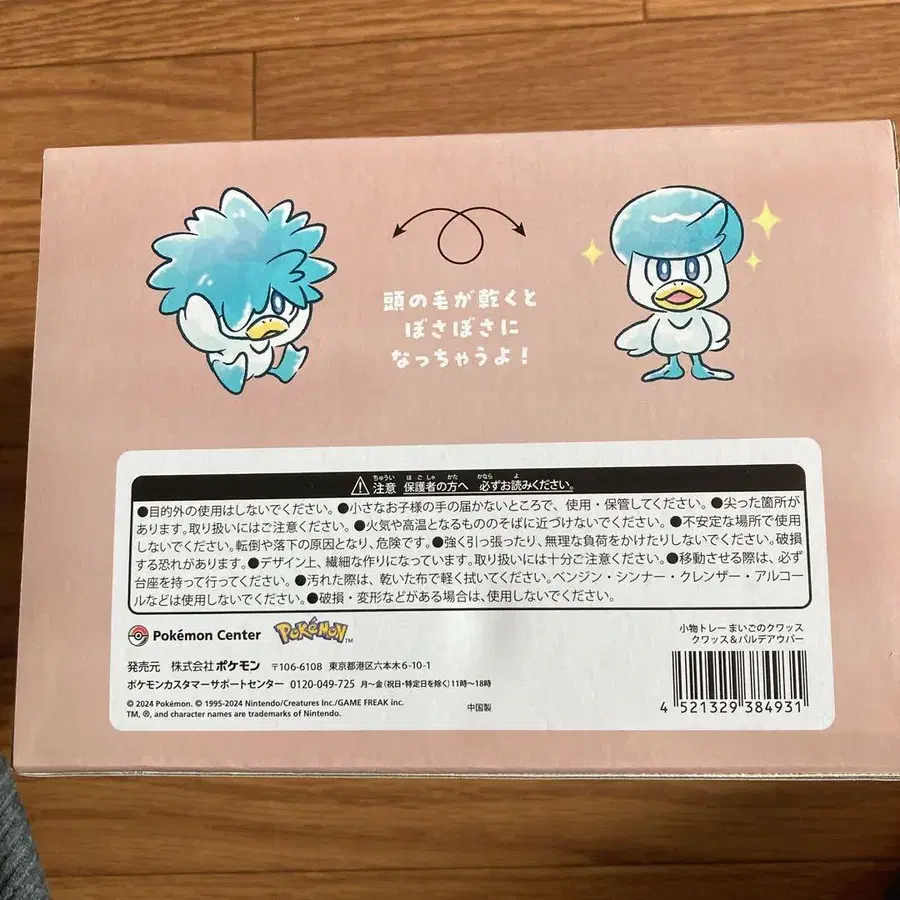 頭の毛が乾くと
ぼさぼさに
なっちゃうよ!
⚠注意 保護者の方へ 必ずお読みください。
ちゅうい ほごしゃ かた かなら よ
●目的外の使用はしないでください。●小さなお子様の手の届かないところで、使用・保管してください。●尖った箇所が
あります。取り扱いにはご注意ください。●火気や高温となるもののそばに近づけないでください。●不安定な場所で使用
しないでください。転倒や落下の原因となり、危険です。●強く引っ張ったり、無理な負荷をかけたりしないでください。破損
する恐れがあります。●デザイン上、繊細な作りになっています。取り扱いには十分ご注意ください。●移動させる際は、必ず
台座を持って行ってください。●汚れた際は、乾いた布で軽く拭いてください。ベンジン・シンナー・クレンザー・アルコー
ルなどは使用しないでください。●破損・変形などがある場合は、使用しないでください。
Pokémon Center POKÉMON
小物トレー まいごのクワッス
クワッス&パルデアウパー
発売元 株式会社ポケモン 〒106-6108 東京都港区六本木6-10-1
ポケモンカスタマーサポートセンター 0120-049-725 月~金(祝日・特定日を除く)11時~18時
© 2024 Pokémon. © 1995-2024 Nintendo/Creatures Inc./GAME FREAK inc.
TM, ®, and character names are trademarks of Nintendo.
中国製
4 521329 384931